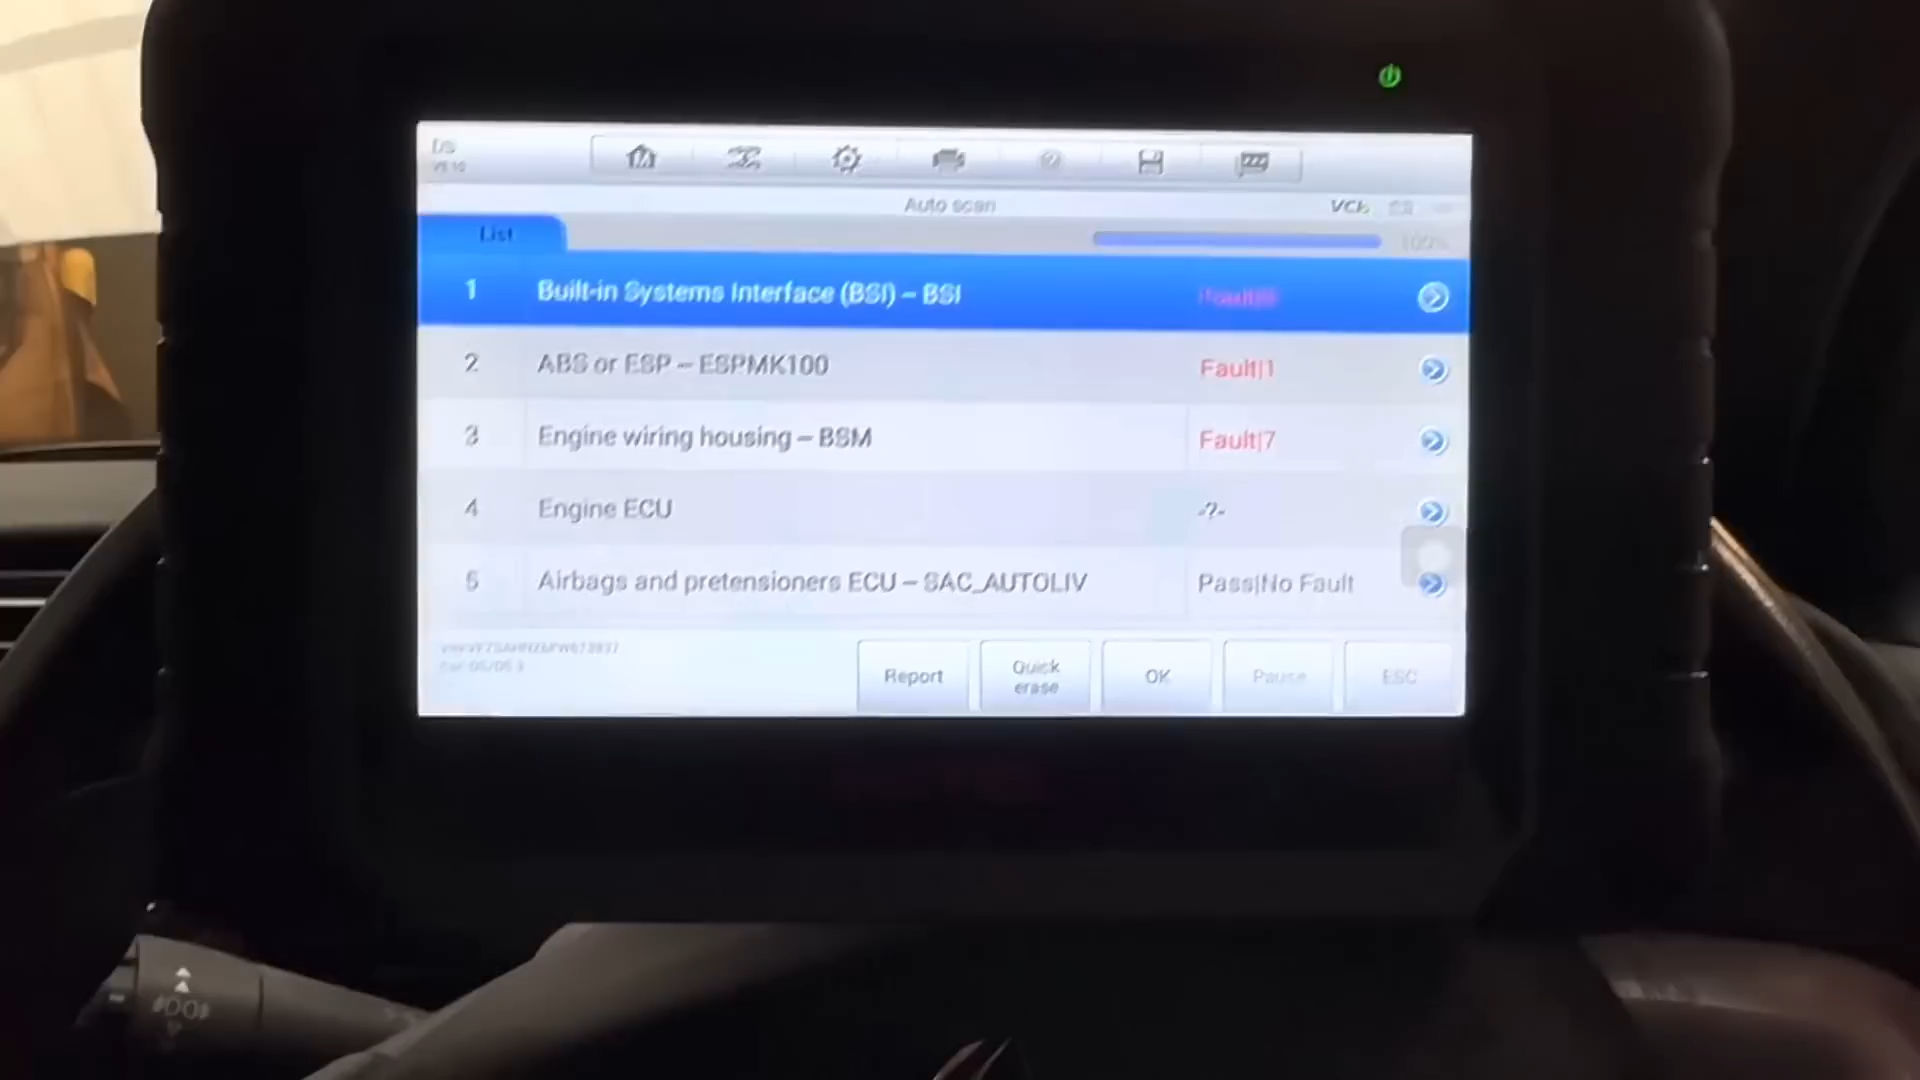 DS
Auto scan
VCI
List
100%
1 Built-in Systems Interface (BSI) – BSI
2 ABS or ESP – ESPMK100 Fault|1
3 Engine wiring housing – BSM Fault|7
4 Engine ECU -?-
5 Airbags and pretensioners ECU – SAC_AUTOLIV Pass|No Fault
Report
Quick
erase
OK
Pause
ESC